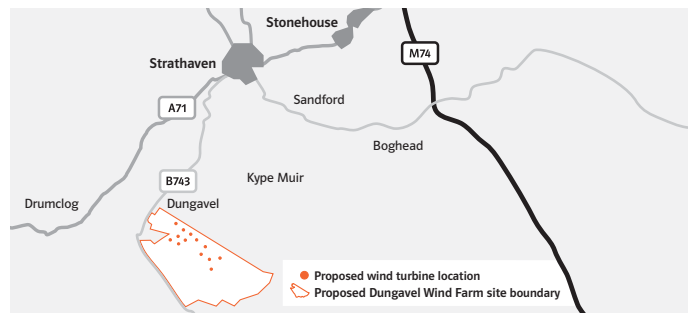 Stonehouse
M74
Strathaven
Sandford
A71
Boghead
Kype Muir
B743
Drumclog
Dungavel
Proposed wind turbine location
Proposed Dungavel Wind Farm site boundary